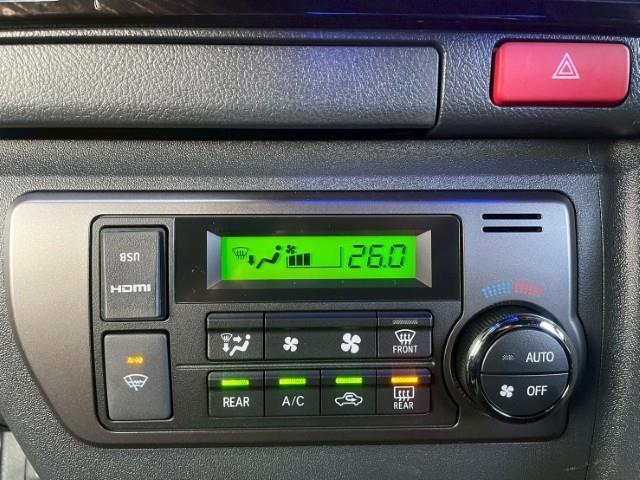 USB
HDMI
26.0
FRONT
REAR
A/C
REAR
AUTO
OFF